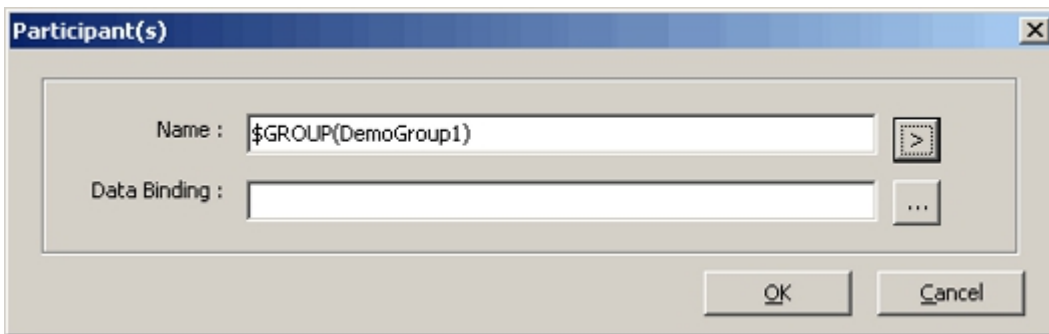 Participant(s)
Name : $GROUP(DemoGroup1) >
Data Binding : ...
OK Cancel